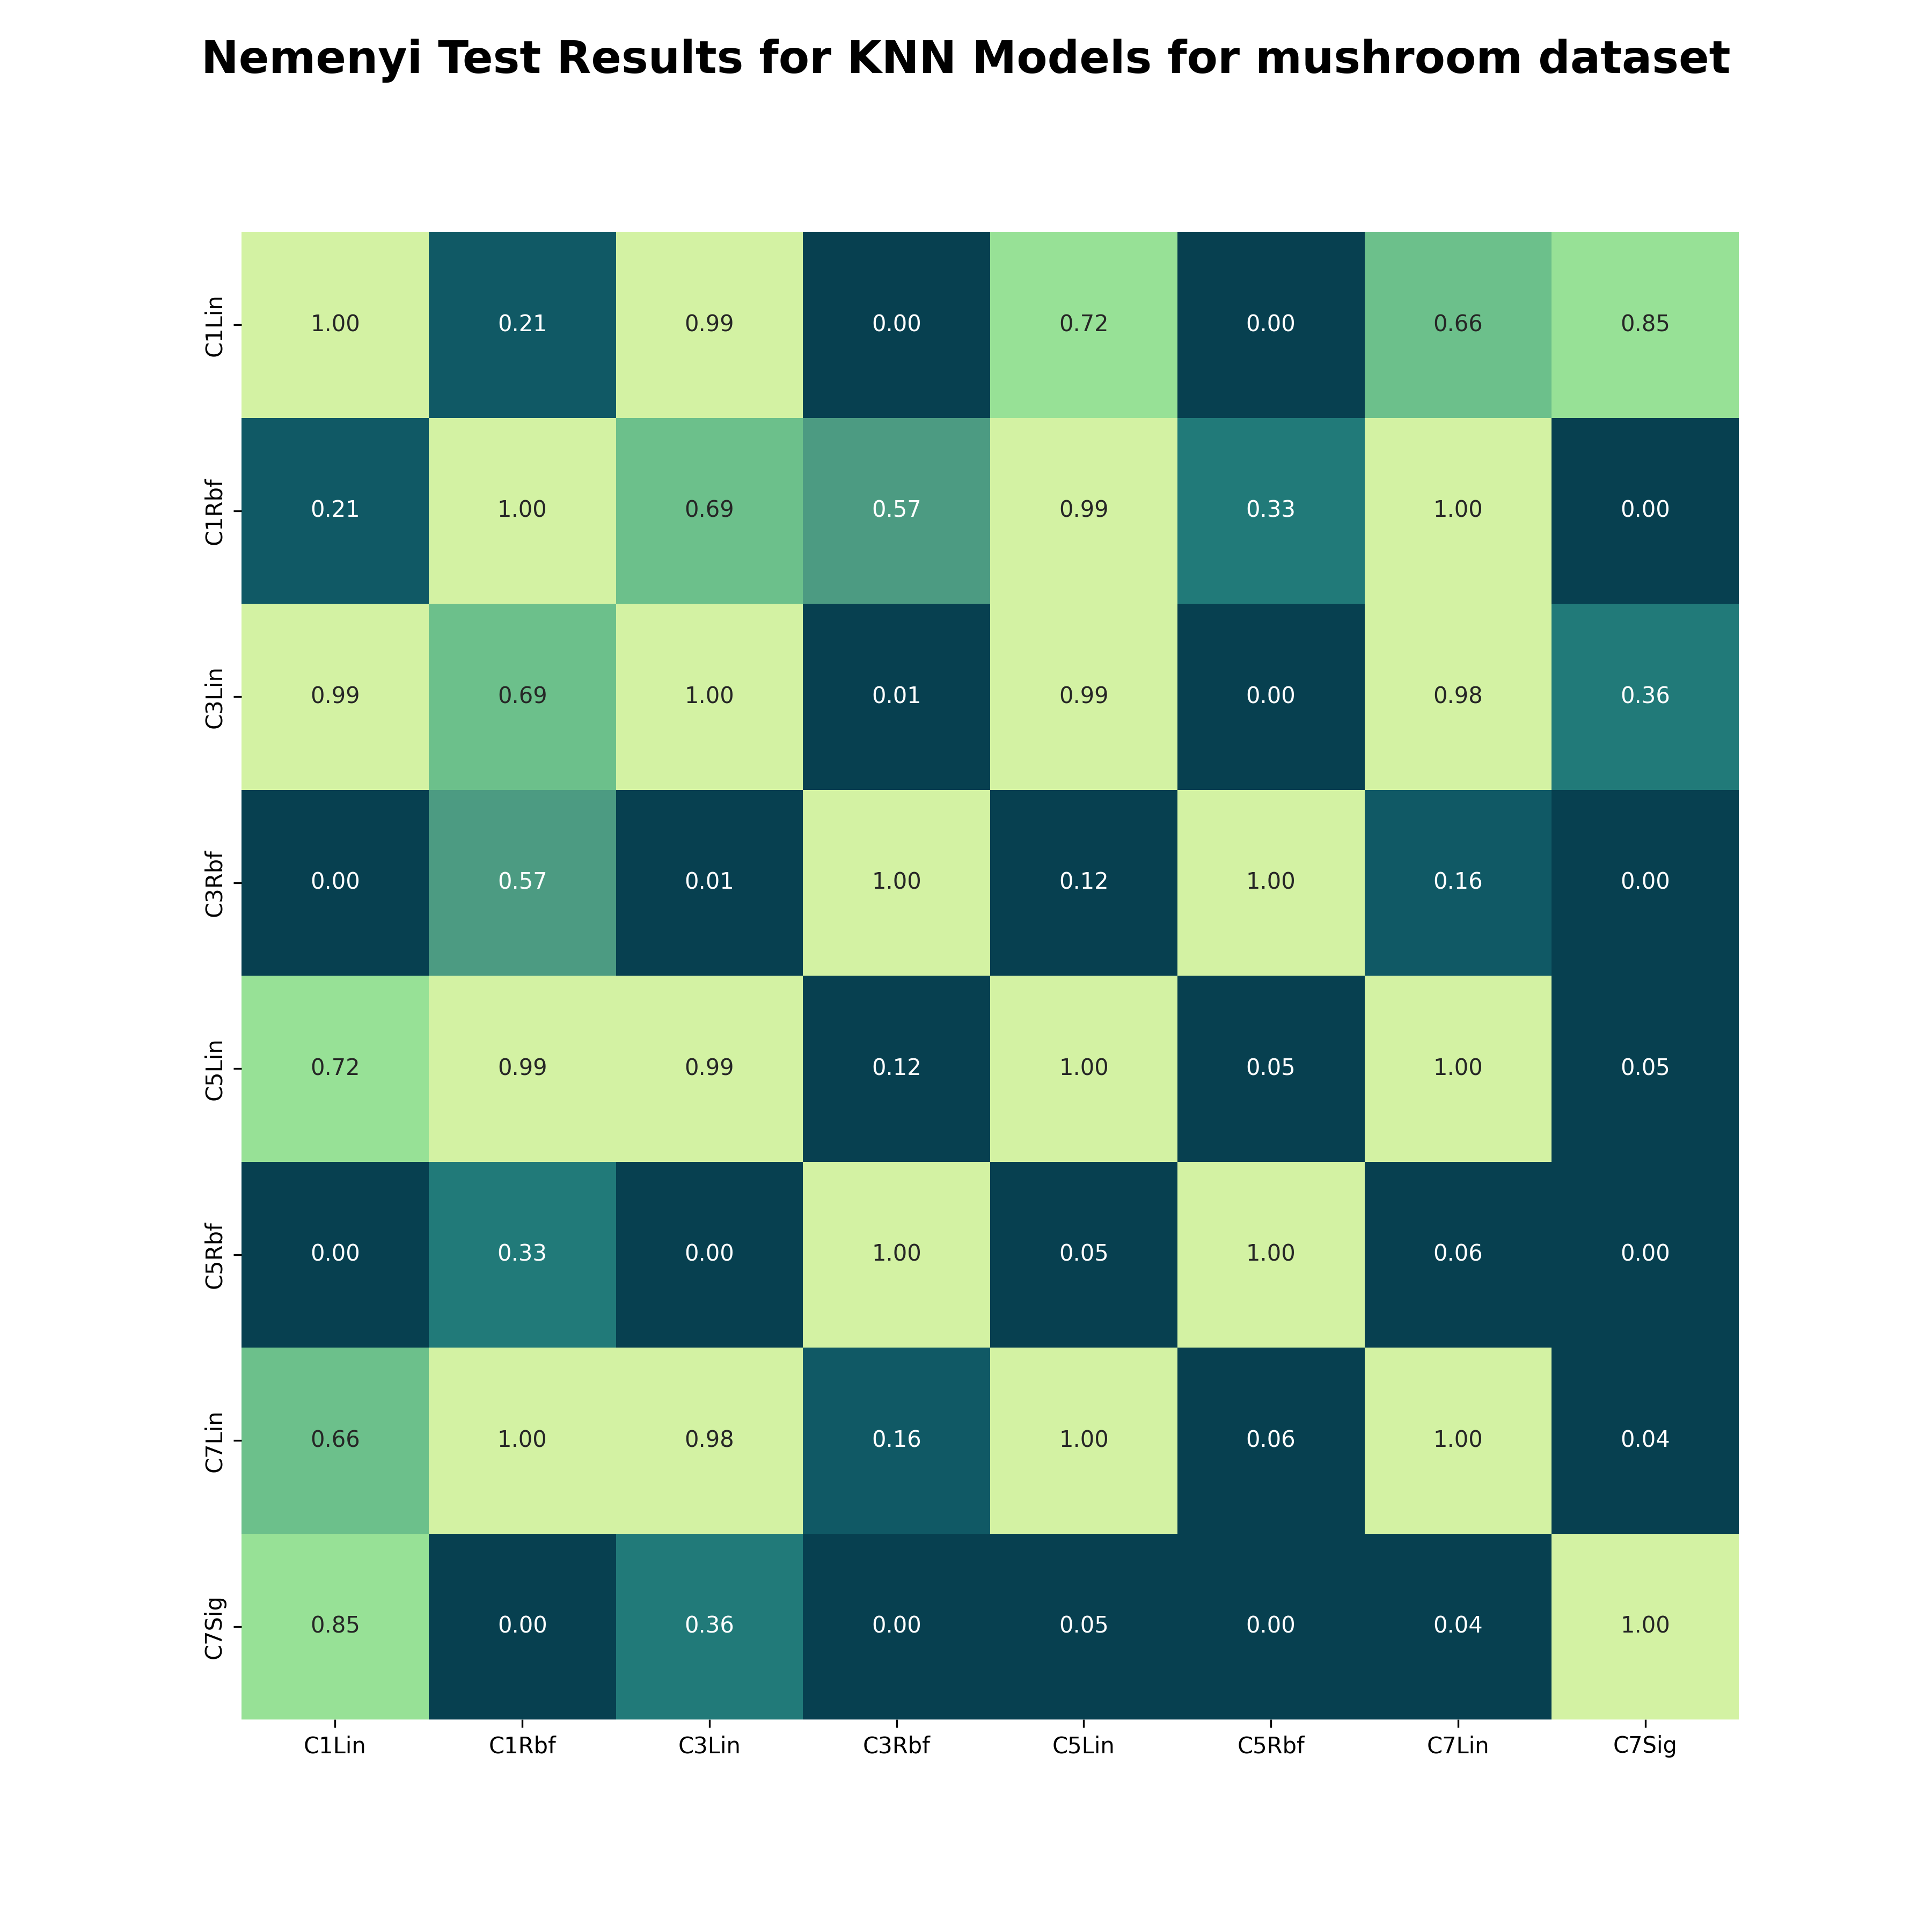 Nemenyi Test Results for KNN Models for mushroom dataset
C1Lin 1.00 0.21 0.99 0.00 0.72 0.00 0.66 0.85
C1Rbf 0.21 1.00 0.69 0.57 0.99 0.33 1.00 0.00
C3Lin 0.99 0.69 1.00 0.01 0.99 0.00 0.98 0.36
C3Rbf 0.00 0.57 0.01 1.00 0.12 1.00 0.16 0.00
C5Lin 0.72 0.99 0.99 0.12 1.00 0.05 1.00 0.05
C5Rbf 0.00 0.33 0.00 1.00 0.05 1.00 0.06 0.00
C7Lin 0.66 1.00 0.98 0.16 1.00 0.06 1.00 0.04
C7Sig 0.85 0.00 0.36 0.00 0.05 0.00 0.04 1.00
C1Lin C1Rbf C3Lin C3Rbf C5Lin C5Rbf C7Lin C7Sig